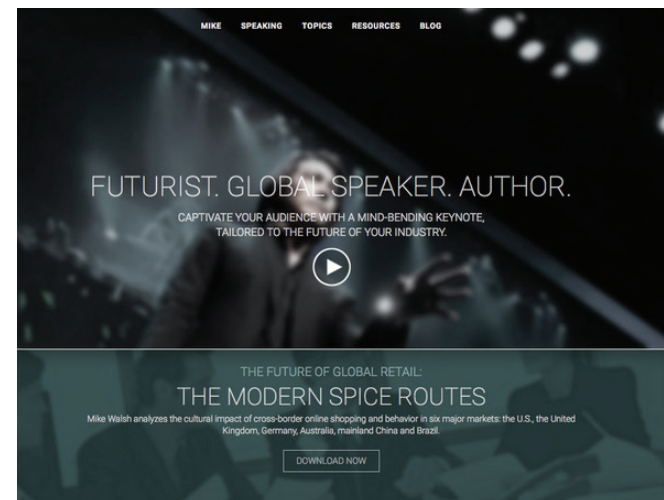 MIKE SPEAKING TOPICS RESOURCES BLOG
FUTURIST. GLOBAL SPEAKER. AUTHOR.
CAPTIVATE YOUR AUDIENCE WITH A MIND-BENDING KEYNOTE,
TAILORED TO THE FUTURE OF YOUR INDUSTRY.
THE FUTURE OF GLOBAL RETAIL:
THE MODERN SPICE ROUTES
Mike Walsh analyzes the cultural impact of cross-border online shopping and behavior in six major markets: the U.S., the United
Kingdom, Germany, Australia, mainland China and Brazil.
DOWNLOAD NOW